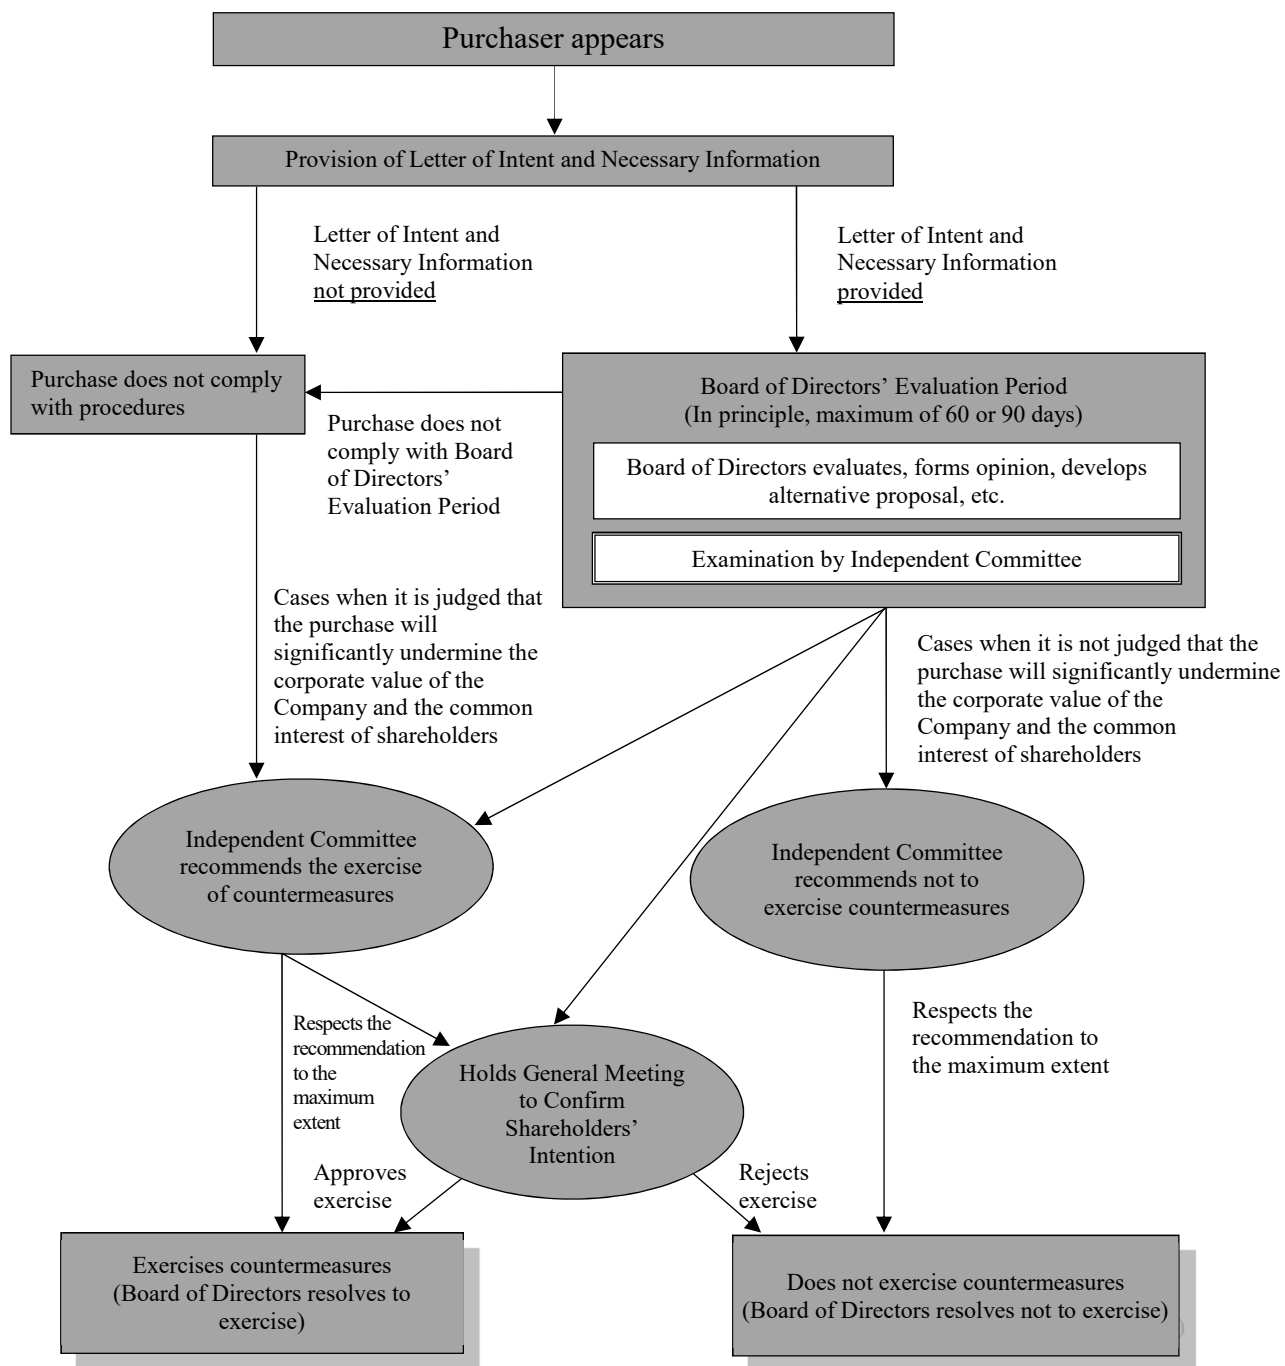 Purchaser appears
Provision of Letter of Intent and Necessary Information
Letter of Intent and
Necessary Information
not provided
Letter of Intent and
Necessary Information
provided
Purchase does not comply
with procedures
Board of Directors’ Evaluation Period
(In principle, maximum of 60 or 90 days)
Purchase does not
comply with Board
of Directors’
Evaluation Period
Board of Directors evaluates, forms opinion, develops
alternative proposal, etc.
Examination by Independent Committee
Cases when it is judged that
the purchase will
significantly undermine the
corporate value of the
Company and the common
interest of shareholders
Cases when it is not judged that the
purchase will significantly undermine
the corporate value of the
Company and the common
interest of shareholders
Independent Committee
recommends the exercise
of countermeasures
Independent Committee
recommends not to
exercise countermeasures
Respects the
recommendation
to the
maximum
extent
Respects the
recommendation to
the maximum extent
Holds General Meeting
to Confirm
Shareholders’
Intention
Approves
exercise
Rejects
exercise
Exercises countermeasures
(Board of Directors resolves to
exercise)
Does not exercise countermeasures
(Board of Directors resolves not to exercise)